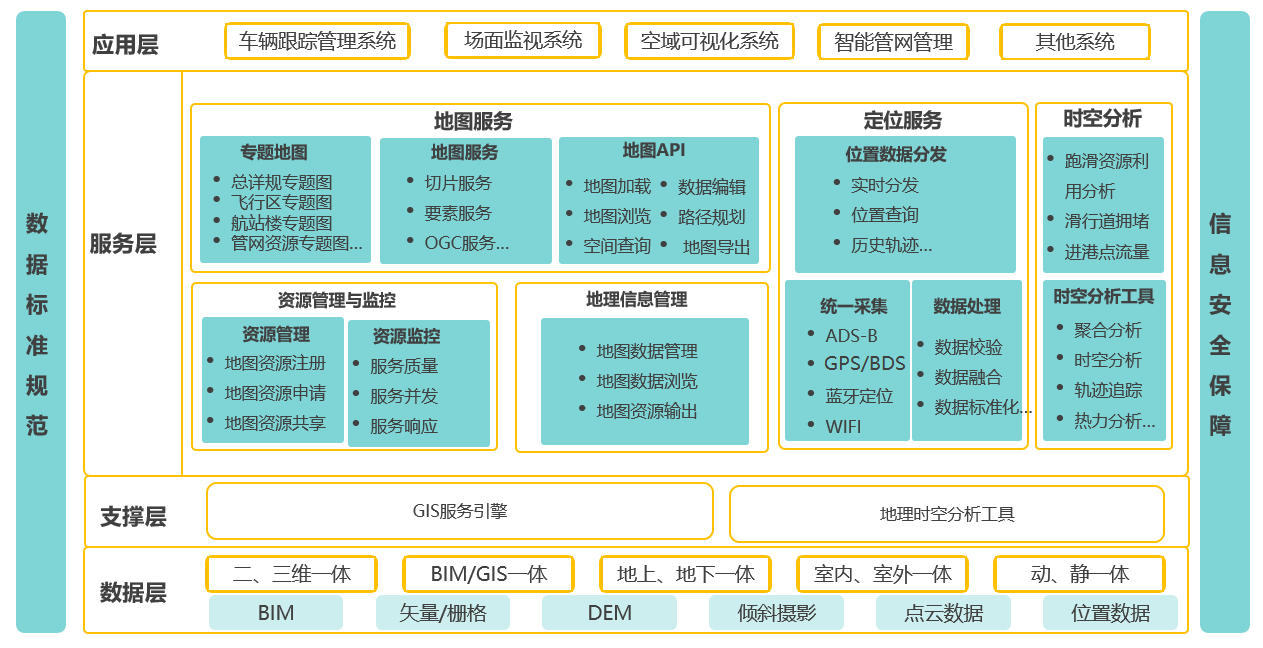 数
据
标
准
规
范
应用层
车辆跟踪管理系统
场面监视系统
空域可视化系统
智能管网管理
其他系统
服务层
地图服务
专题地图
• 总详规专题图
• 飞行区专题图
• 航站楼专题图
• 管网资源专题图...
地图服务
• 切片服务
• 要素服务
• OGC服务...
地图API
• 地图加载 • 数据编辑
• 地图浏览 • 路径规划
• 空间查询 • 地图导出
资源管理与监控
资源管理
• 地图资源注册
• 地图资源申请
• 地图资源共享
资源监控
• 服务质量
• 服务并发
• 服务响应
地理信息管理
• 地图数据管理
• 地图数据浏览
• 地图资源输出
定位服务
位置数据分发
• 实时分发
• 位置查询
• 历史轨迹...
统一采集
• ADS-B
• GPS/BDS
• 蓝牙定位
• WIFI
数据处理
• 数据校验
• 数据融合
• 数据标准化...
时空分析
• 跑滑资源利
用分析
• 滑行道拥堵
• 进港点流量
时空分析工具
• 聚合分析
• 时空分析
• 轨迹追踪
• 热力分析...
支撑层
GIS服务引擎
地理时空分析工具
数据层
二、三维一体
BIM/GIS一体
地上、地下一体
室内、室外一体
动、静一体
BIM
矢量/栅格
DEM
倾斜摄影
点云数据
位置数据
信
息
安
全
保
障